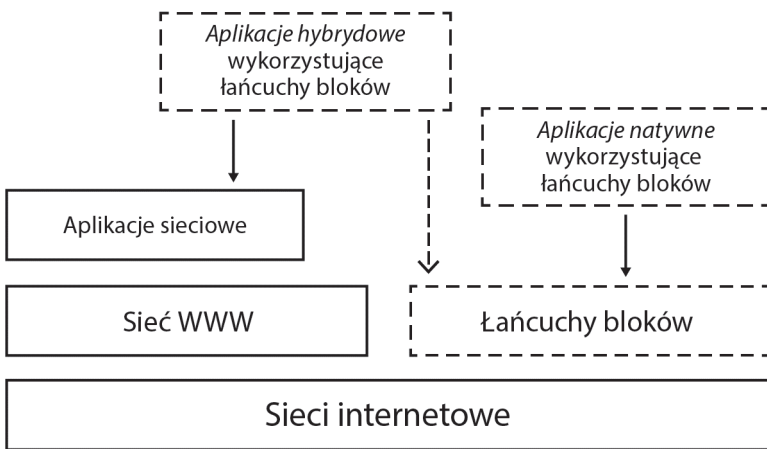 Aplikacje hybrydowe
wykorzystujące
łańcuchy bloków
Aplikacje natywne
wykorzystujące
łańcuchy bloków
Aplikacje sieciowe
Sieć WWW
Łańcuchy bloków
Sieci internetowe